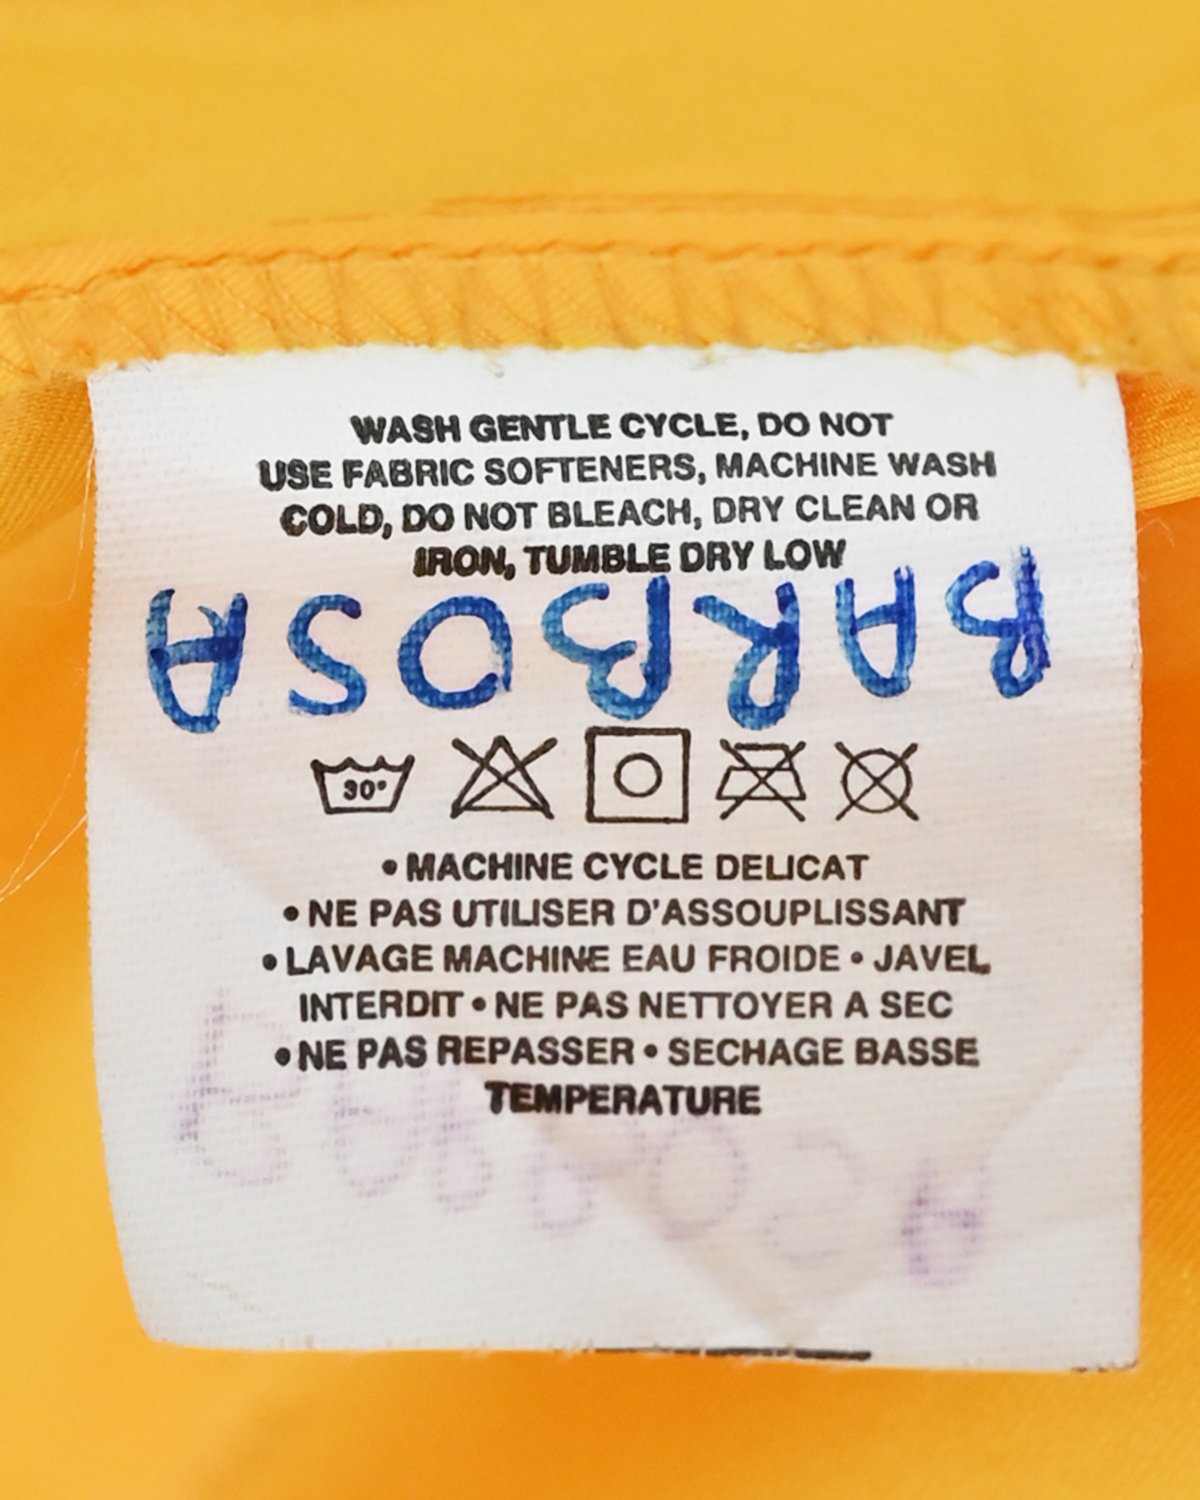 WASH GENTLE CYCLE, DO NOT
USE FABRIC SOFTENERS, MACHINE WASH
COLD, DO NOT BLEACH, DRY CLEAN OR
IRON, TUMBLE DRY LOW
BARBOSA
30°
• MACHINE CYCLE DELICAT
• NE PAS UTILISER D'ASSOUPLISSANT
• LAVAGE MACHINE EAU FROIDE • JAVEL
INTERDIT • NE PAS NETTOYER A SEC
• NE PAS REPASSER • SECHAGE BASSE
TEMPERATURE